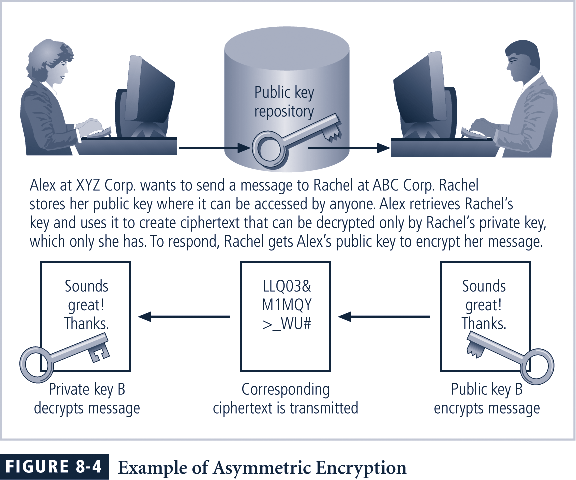 Public key
repository
Alex at XYZ Corp. wants to send a message to Rachel at ABC Corp. Rachel
stores her public key where it can be accessed by anyone. Alex retrieves Rachel's
key and uses it to create ciphertext that can be decrypted only by Rachel's private key,
which only she has. To respond, Rachel gets Alex's public key to encrypt her message.
Sounds
great!
Thanks.
Private key B
decrypts message
LLQ03&
M1MQY
>_WU#
Corresponding
ciphertext is transmitted
Sounds
great!
Thanks.
Public key B
encrypts message
FIGURE 8-4 Example of Asymmetric Encryption